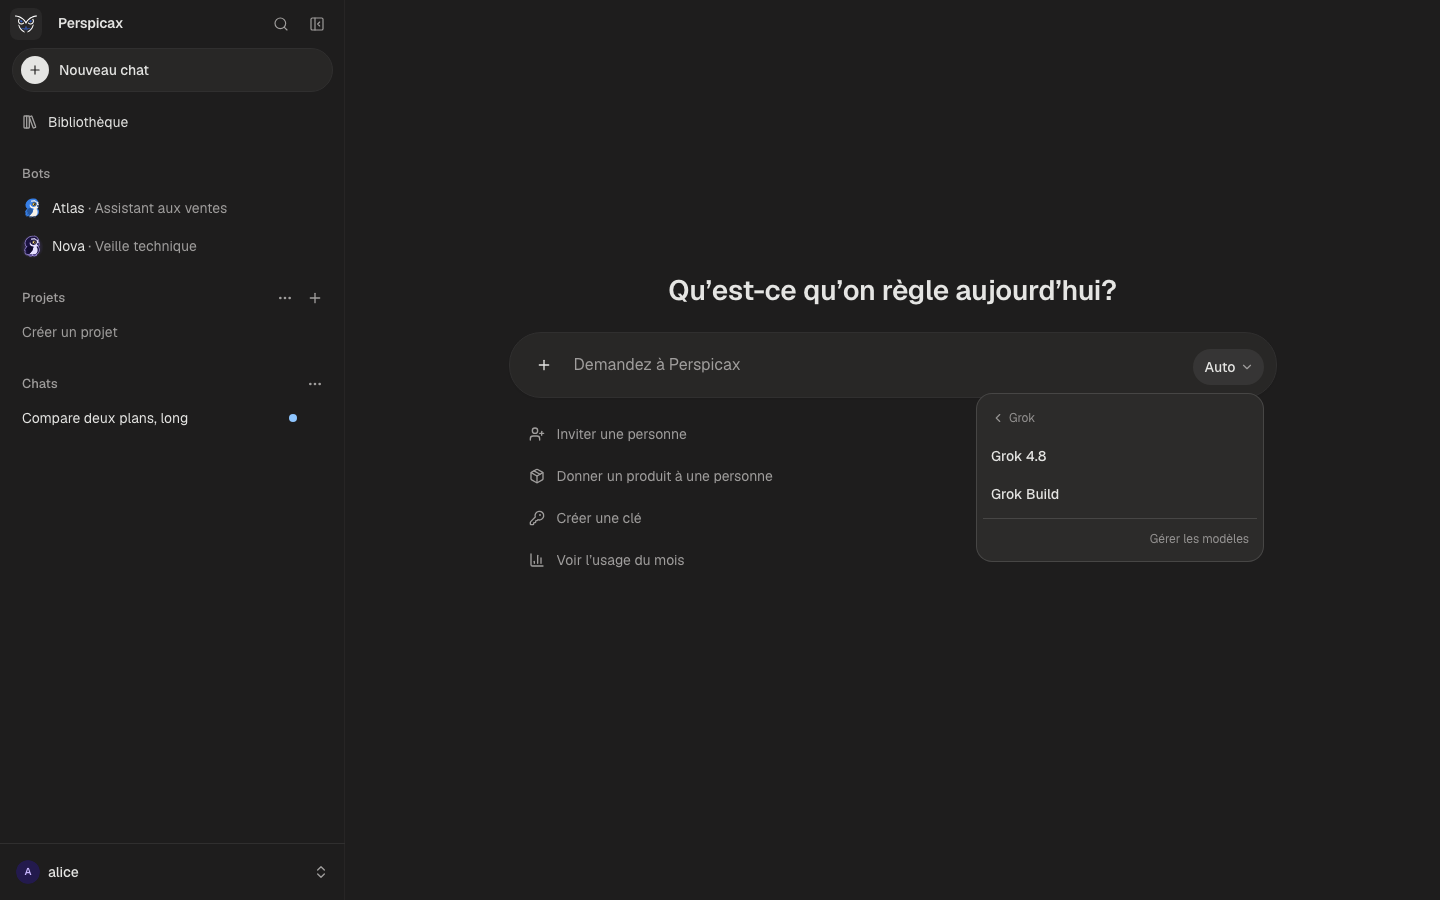 Perspicax
Nouveau chat
Bibliothèque
Bots
Atlas · Assistant aux ventes
Nova · Veille technique
Projets
Créer un projet
Chats
Compare deux plans, long
A
alice
Qu’est-ce qu’on règle aujourd’hui?
Demandez à Perspicax
Auto
Inviter une personne
Donner un produit à une personne
Créer une clé
Voir l’usage du mois
Grok
Grok 4.8
Grok Build
Gérer les modèles